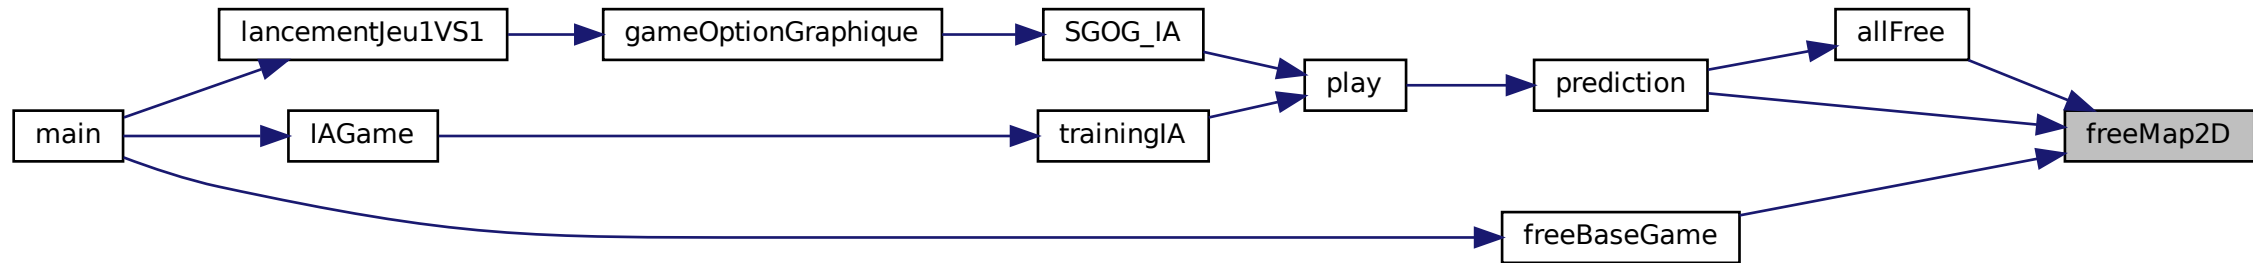 lancementJeu1VS1
gameOptionGraphique
SGOG_IA
allFree
play
prediction
main
IAGame
trainingIA
freeMap2D
freeBaseGame